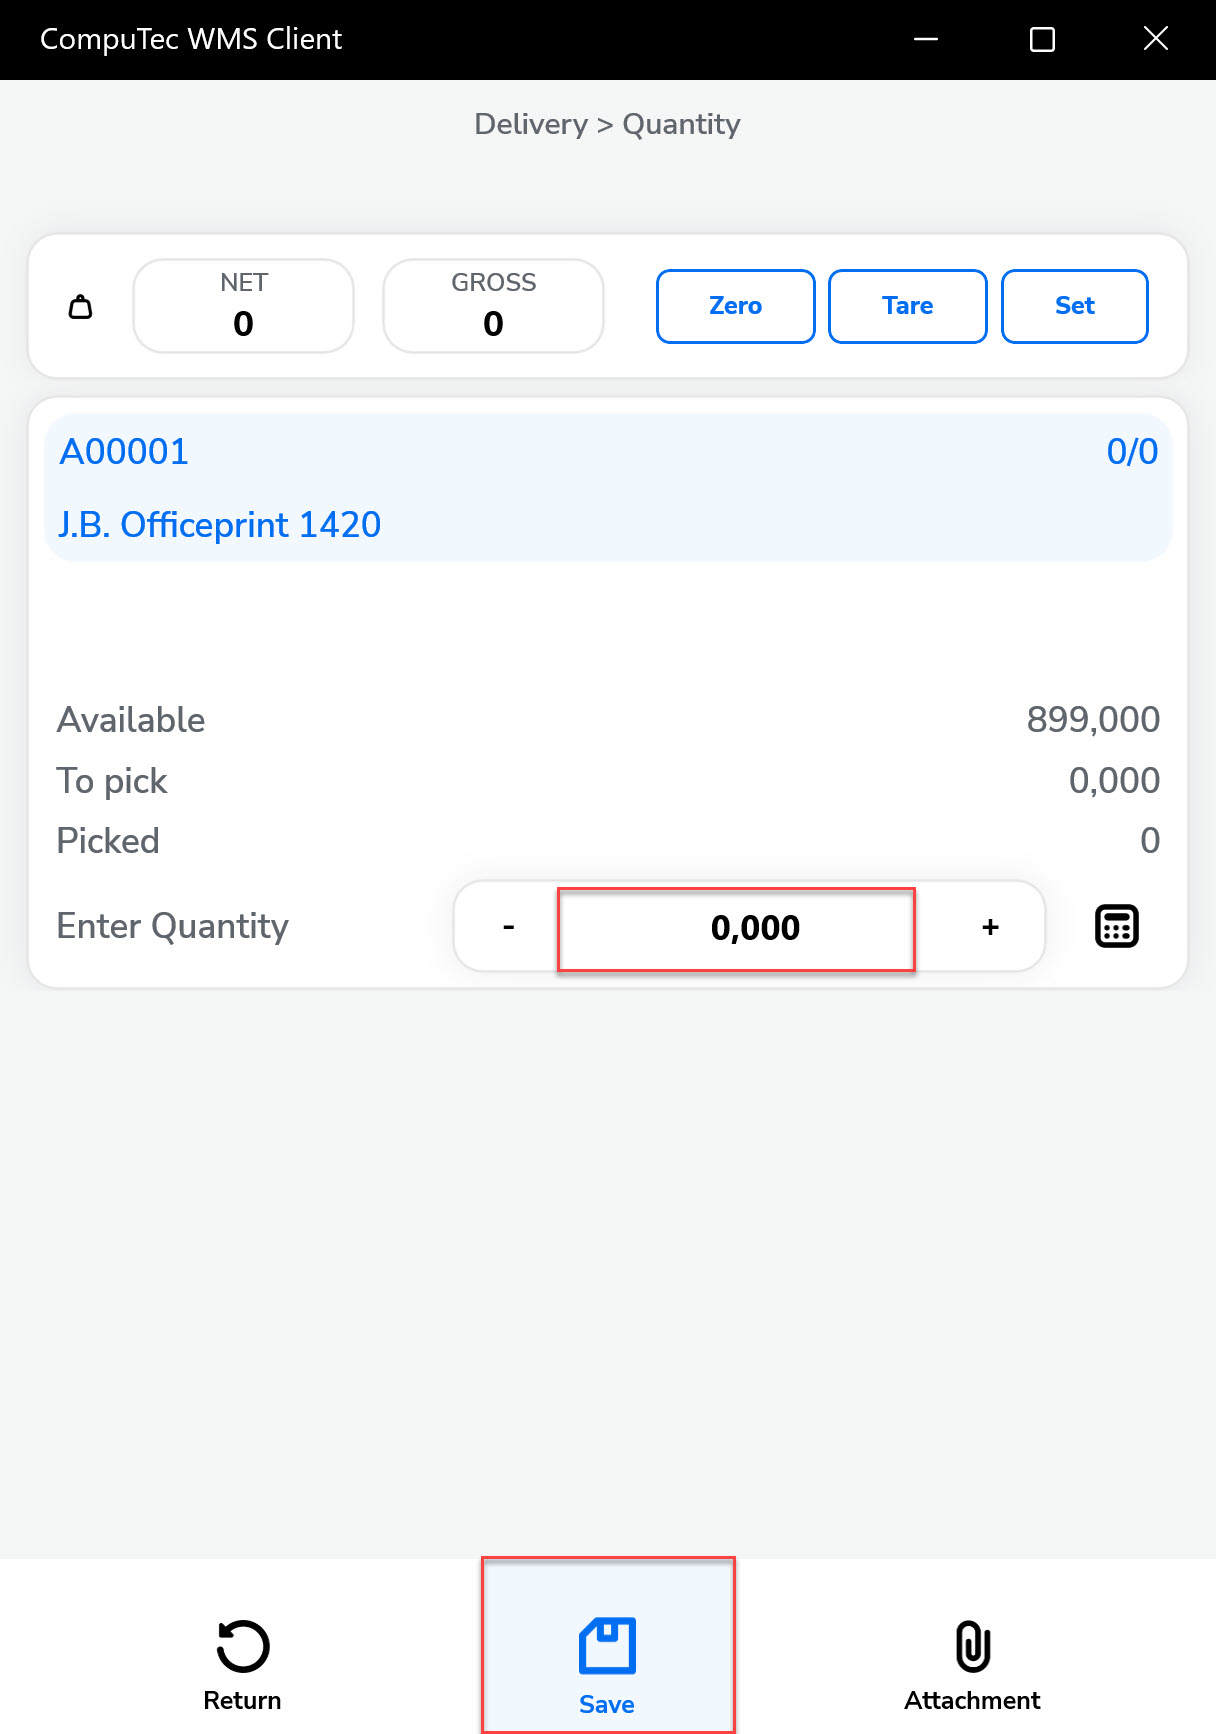 CompuTec WMS Client
Delivery > Quantity
NET
0
GROSS
0
Zero
Tare
Set
A00001
0/0
J.B. Officeprint 1420
Available
899,000
To pick
0,000
Picked
0
Enter Quantity
-
0,000
+
Return
Save
Attachment